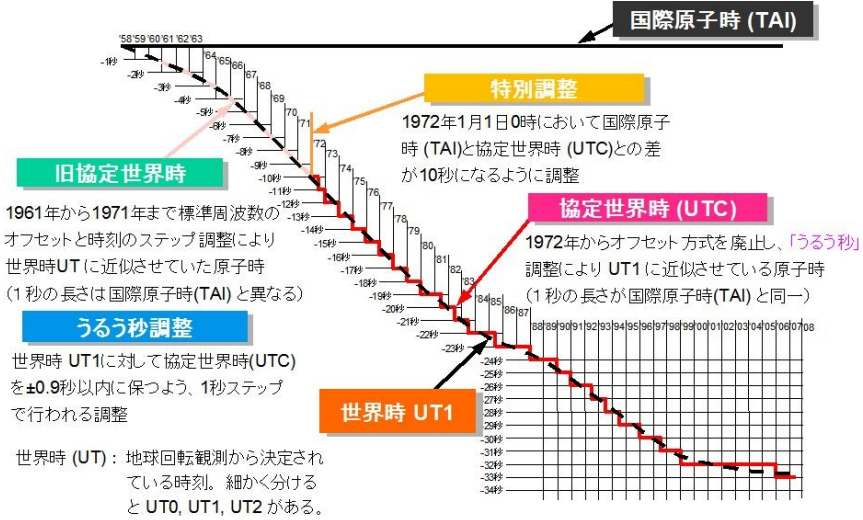 国際原子時 (TAI)
'58 '59 '60 '61 '62 '63
'64
'65
'66
'67
'68
'69
'70
'71
'72
'73
'74
'75
'76
'77
'78
'79
80
81
82
'83
'84
'85
'86
'87
'88 '89 90 91 92 93 94 95 96 97 98 99 00 01 02 03 04 05 06 07 08
-1秒
-2秒
-3秒
-4秒
-5秒
-6秒
-7秒
-8秒
-9秒
-10秒
-11秒
-12秒
-13秒
-14秒
-15秒
-16秒
-17秒
-18秒
-19秒
-20秒
-21秒
-22秒
-23秒
-24秒
-25秒
-26秒
-27秒
-28秒
-29秒
-30秒
-31秒
-32秒
-33秒
-34秒
特別調整
1972年1月1日0時において国際原子
時 (TAI)と協定世界時 (UTC)との差
が10秒になるように調整
旧協定世界時
1961年から1971年まで標準周波数の
オフセットと時刻のステップ調整により
世界時UT に近似させていた原子時
(1秒の長さは国際原子時(TAI) と異なる)
協定世界時 (UTC)
1972年からオフセット方式を廃止し、「うるう秒」
調整により UT1 に近似させている原子時
(1秒の長さが国際原子時(TAI) と同一)
うるう秒調整
世界時 UT1に対して協定世界時(UTC)
を±0.9秒以内に保つよう、1秒ステップ
で行われる調整
世界時 UT1
世界時 (UT) : 地球回転観測から決定され
ている時刻。細かく分ける
と UT0, UT1, UT2 がある。